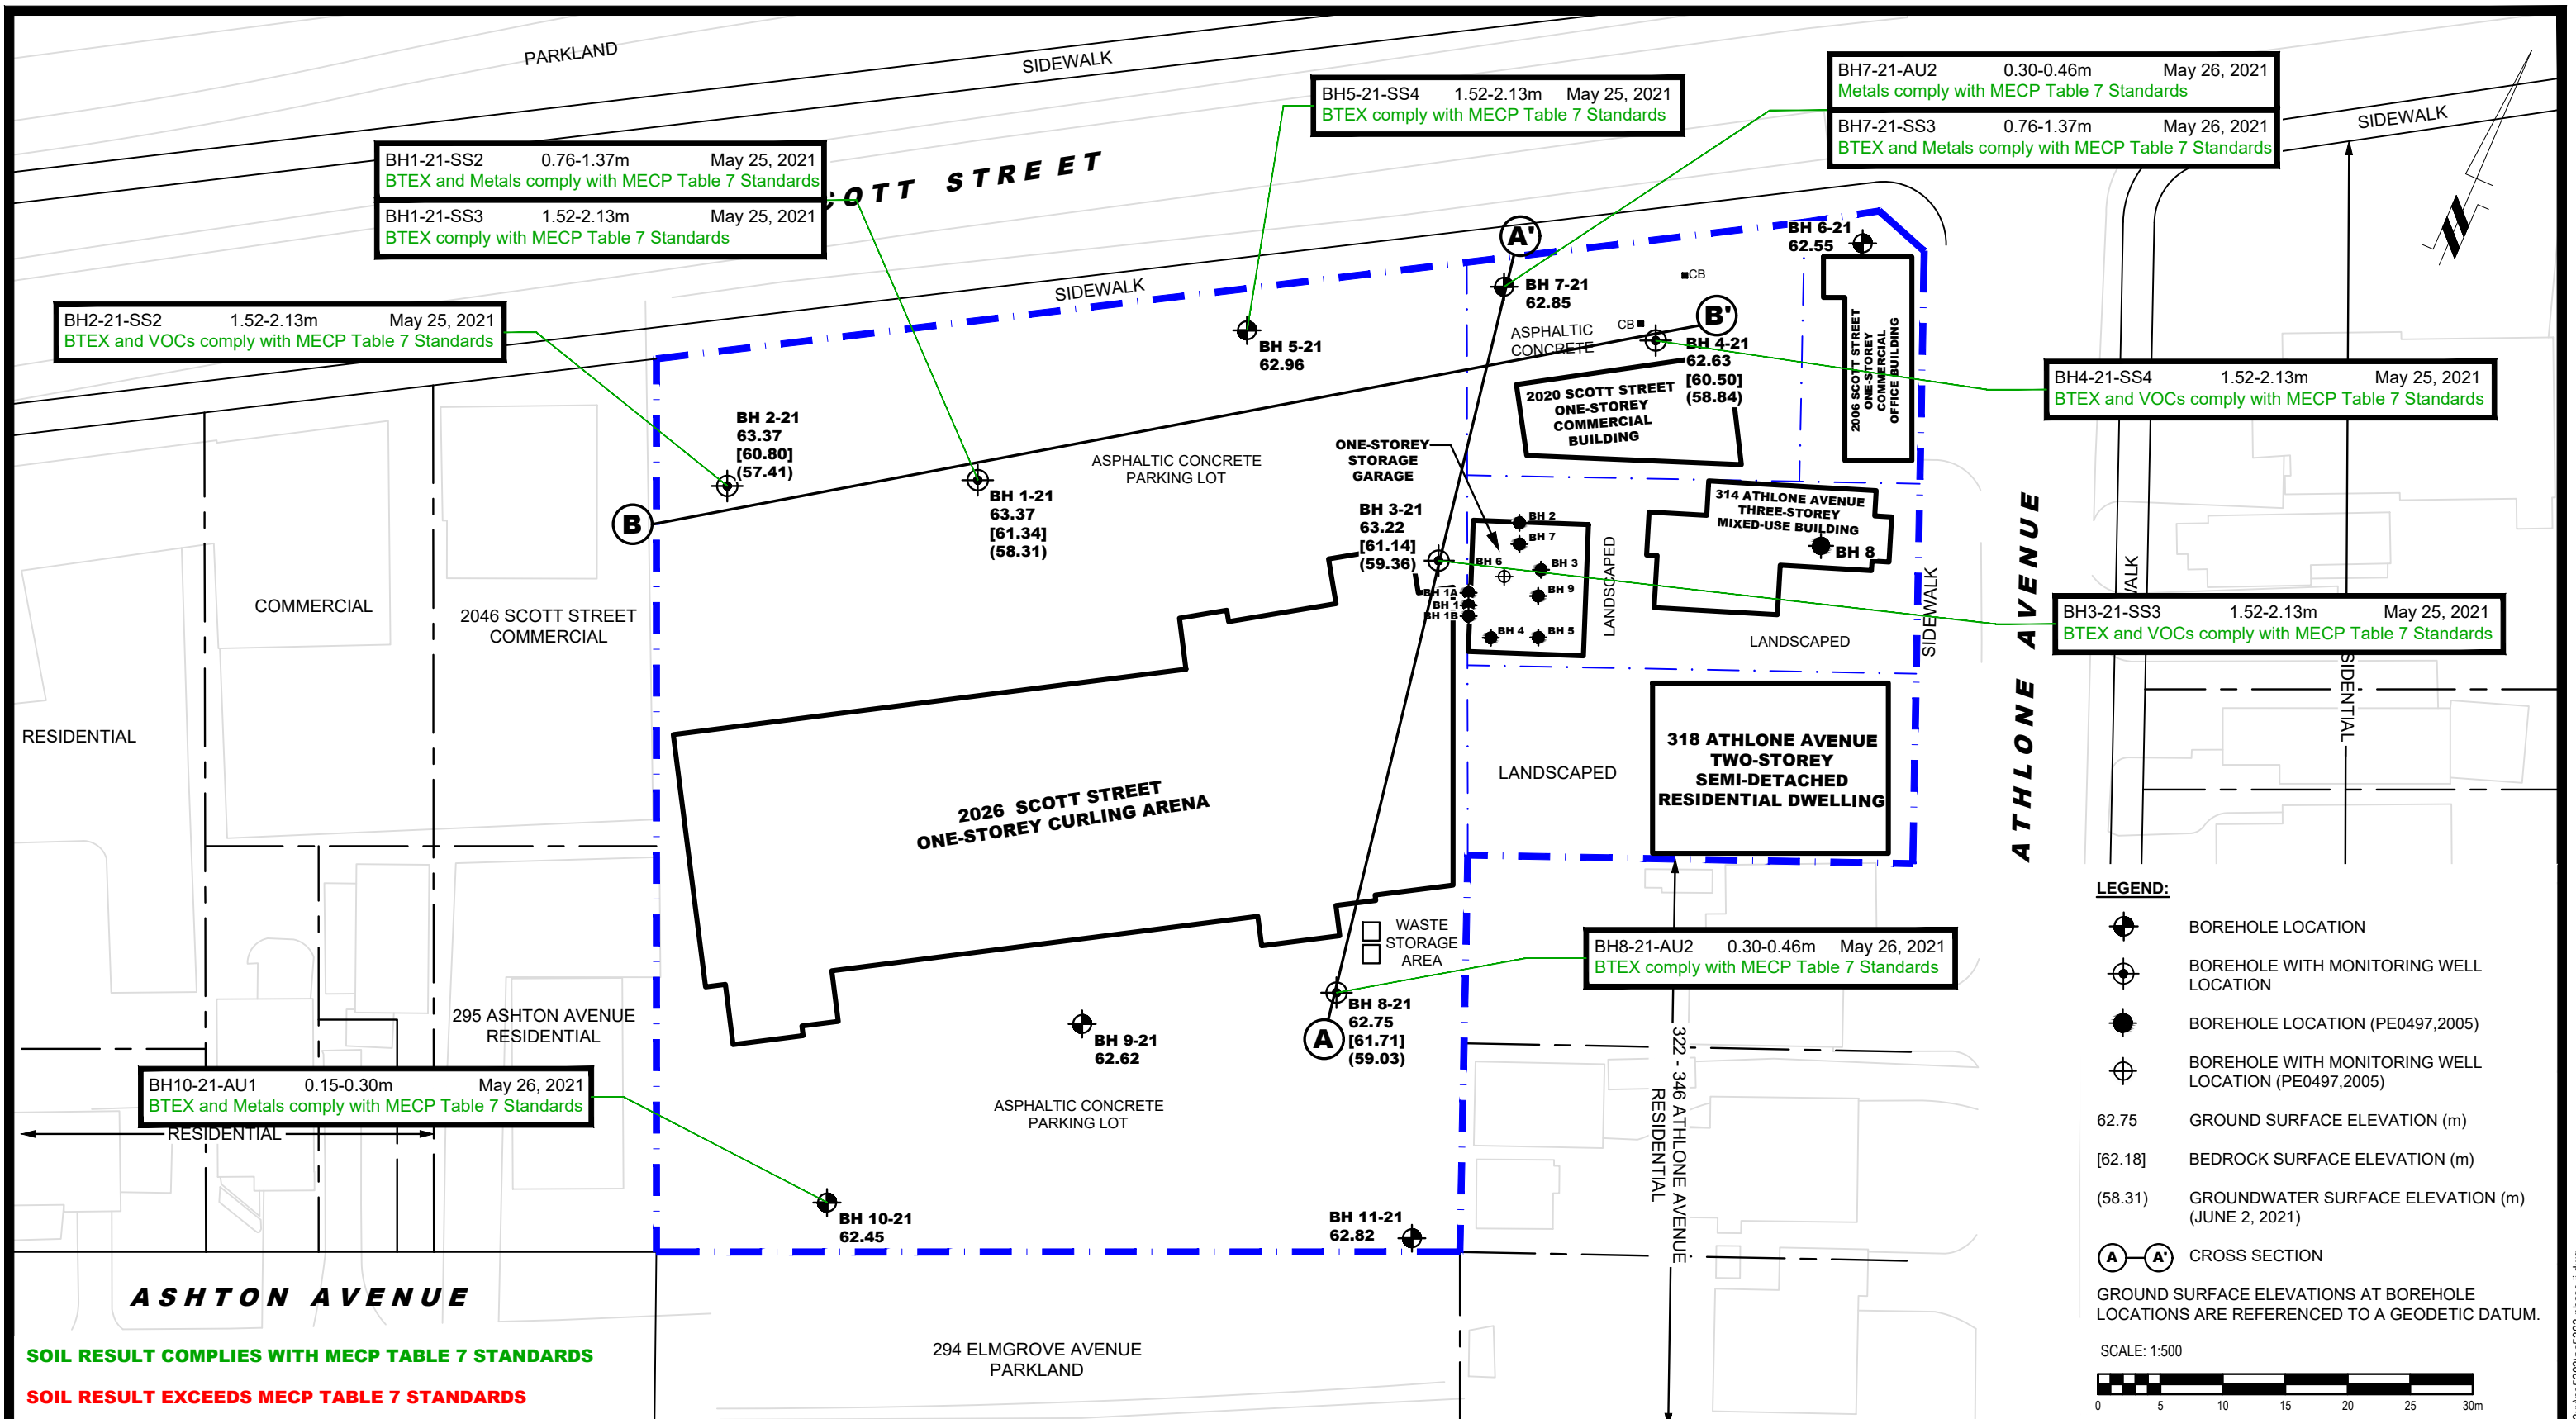 PARKLAND
SIDEWALK
BH1-21-SS2 0.76-1.37m May 25, 2021
BTEX and Metals comply with MECP Table 7 Standards
BH1-21-SS3 1.52-2.13m May 25, 2021
BTEX comply with MECP Table 7 Standards
COTT STREET
BH5-21-SS4 1.52-2.13m May 25, 2021
BTEX comply with MECP Table 7 Standards
BH7-21-AU2 0.30-0.46m May 26, 2021
Metals comply with MECP Table 7 Standards
BH7-21-SS3 0.76-1.37m May 26, 2021
BTEX and Metals comply with MECP Table 7 Standards
SIDEWALK
BH2-21-SS2 1.52-2.13m May 25, 2021
BTEX and VOCs comply with MECP Table 7 Standards
SIDEWALK
A'
BH 6-21
62.55
BH 7-21
62.85
CB
CB
B'
BH 5-21
62.96
ASPHALTIC
CONCRETE
BH 4-21
62.63
[60.50]
(58.84)
2020 SCOTT STREET
ONE-STOREY
COMMERCIAL
BUILDING
2006 SCOTT STREET
ONE-STOREY
COMMERCIAL
OFFICE BUILDING
BH4-21-SS4 1.52-2.13m May 25, 2021
BTEX and VOCs comply with MECP Table 7 Standards
BH 2-21
63.37
[60.80]
(57.41)
B
BH 1-21
63.37
[61.34]
(58.31)
ASPHALTIC CONCRETE
PARKING LOT
ONE-STOREY
STORAGE
GARAGE
BH 3-21
63.22
[61.14]
(59.36)
BH 2
BH 7
BH 6
BH 3
BH 9
BH 1A
BH 1
BH 1B
BH 4
BH 5
LANDSCAPED
314 ATHLONE AVENUE
THREE-STOREY
MIXED-USE BUILDING
BH 8
LANDSCAPED
SIDEWALK
ATHLONE AVENUE
WALK
BH3-21-SS3 1.52-2.13m May 25, 2021
BTEX and VOCs comply with MECP Table 7 Standards
SIDENTIAL
COMMERCIAL
2046 SCOTT STREET
COMMERCIAL
RESIDENTIAL
2026 SCOTT STREET
ONE-STOREY CURLING ARENA
LANDSCAPED
318 ATHLONE AVENUE
TWO-STOREY
SEMI-DETACHED
RESIDENTIAL DWELLING
WASTE
STORAGE
AREA
BH8-21-AU2 0.30-0.46m May 26, 2021
BTEX comply with MECP Table 7 Standards
BH 8-21
62.75
[61.71]
(59.03)
A
BH 9-21
62.62
295 ASHTON AVENUE
RESIDENTIAL
BH10-21-AU1 0.15-0.30m May 26, 2021
BTEX and Metals comply with MECP Table 7 Standards
RESIDENTIAL
ASPHALTIC CONCRETE
PARKING LOT
322 - 346 ATHLONE AVENUE
RESIDENTIAL
BH 10-21
62.45
BH 11-21
62.82
ASHTON AVENUE
294 ELMGROVE AVENUE
PARKLAND
SOIL RESULT COMPLIES WITH MECP TABLE 7 STANDARDS
SOIL RESULT EXCEEDS MECP TABLE 7 STANDARDS
LEGEND:
BOREHOLE LOCATION
BOREHOLE WITH MONITORING WELL
LOCATION
BOREHOLE LOCATION (PE0497,2005)
BOREHOLE WITH MONITORING WELL
LOCATION (PE0497,2005)
62.75 GROUND SURFACE ELEVATION (m)
[62.18] BEDROCK SURFACE ELEVATION (m)
(58.31) GROUNDWATER SURFACE ELEVATION (m)
(JUNE 2, 2021)
A A' CROSS SECTION
GROUND SURFACE ELEVATIONS AT BOREHOLE
LOCATIONS ARE REFERENCED TO A GEODETIC DATUM.
SCALE: 1:500
0 5 10 15 20 25 30m